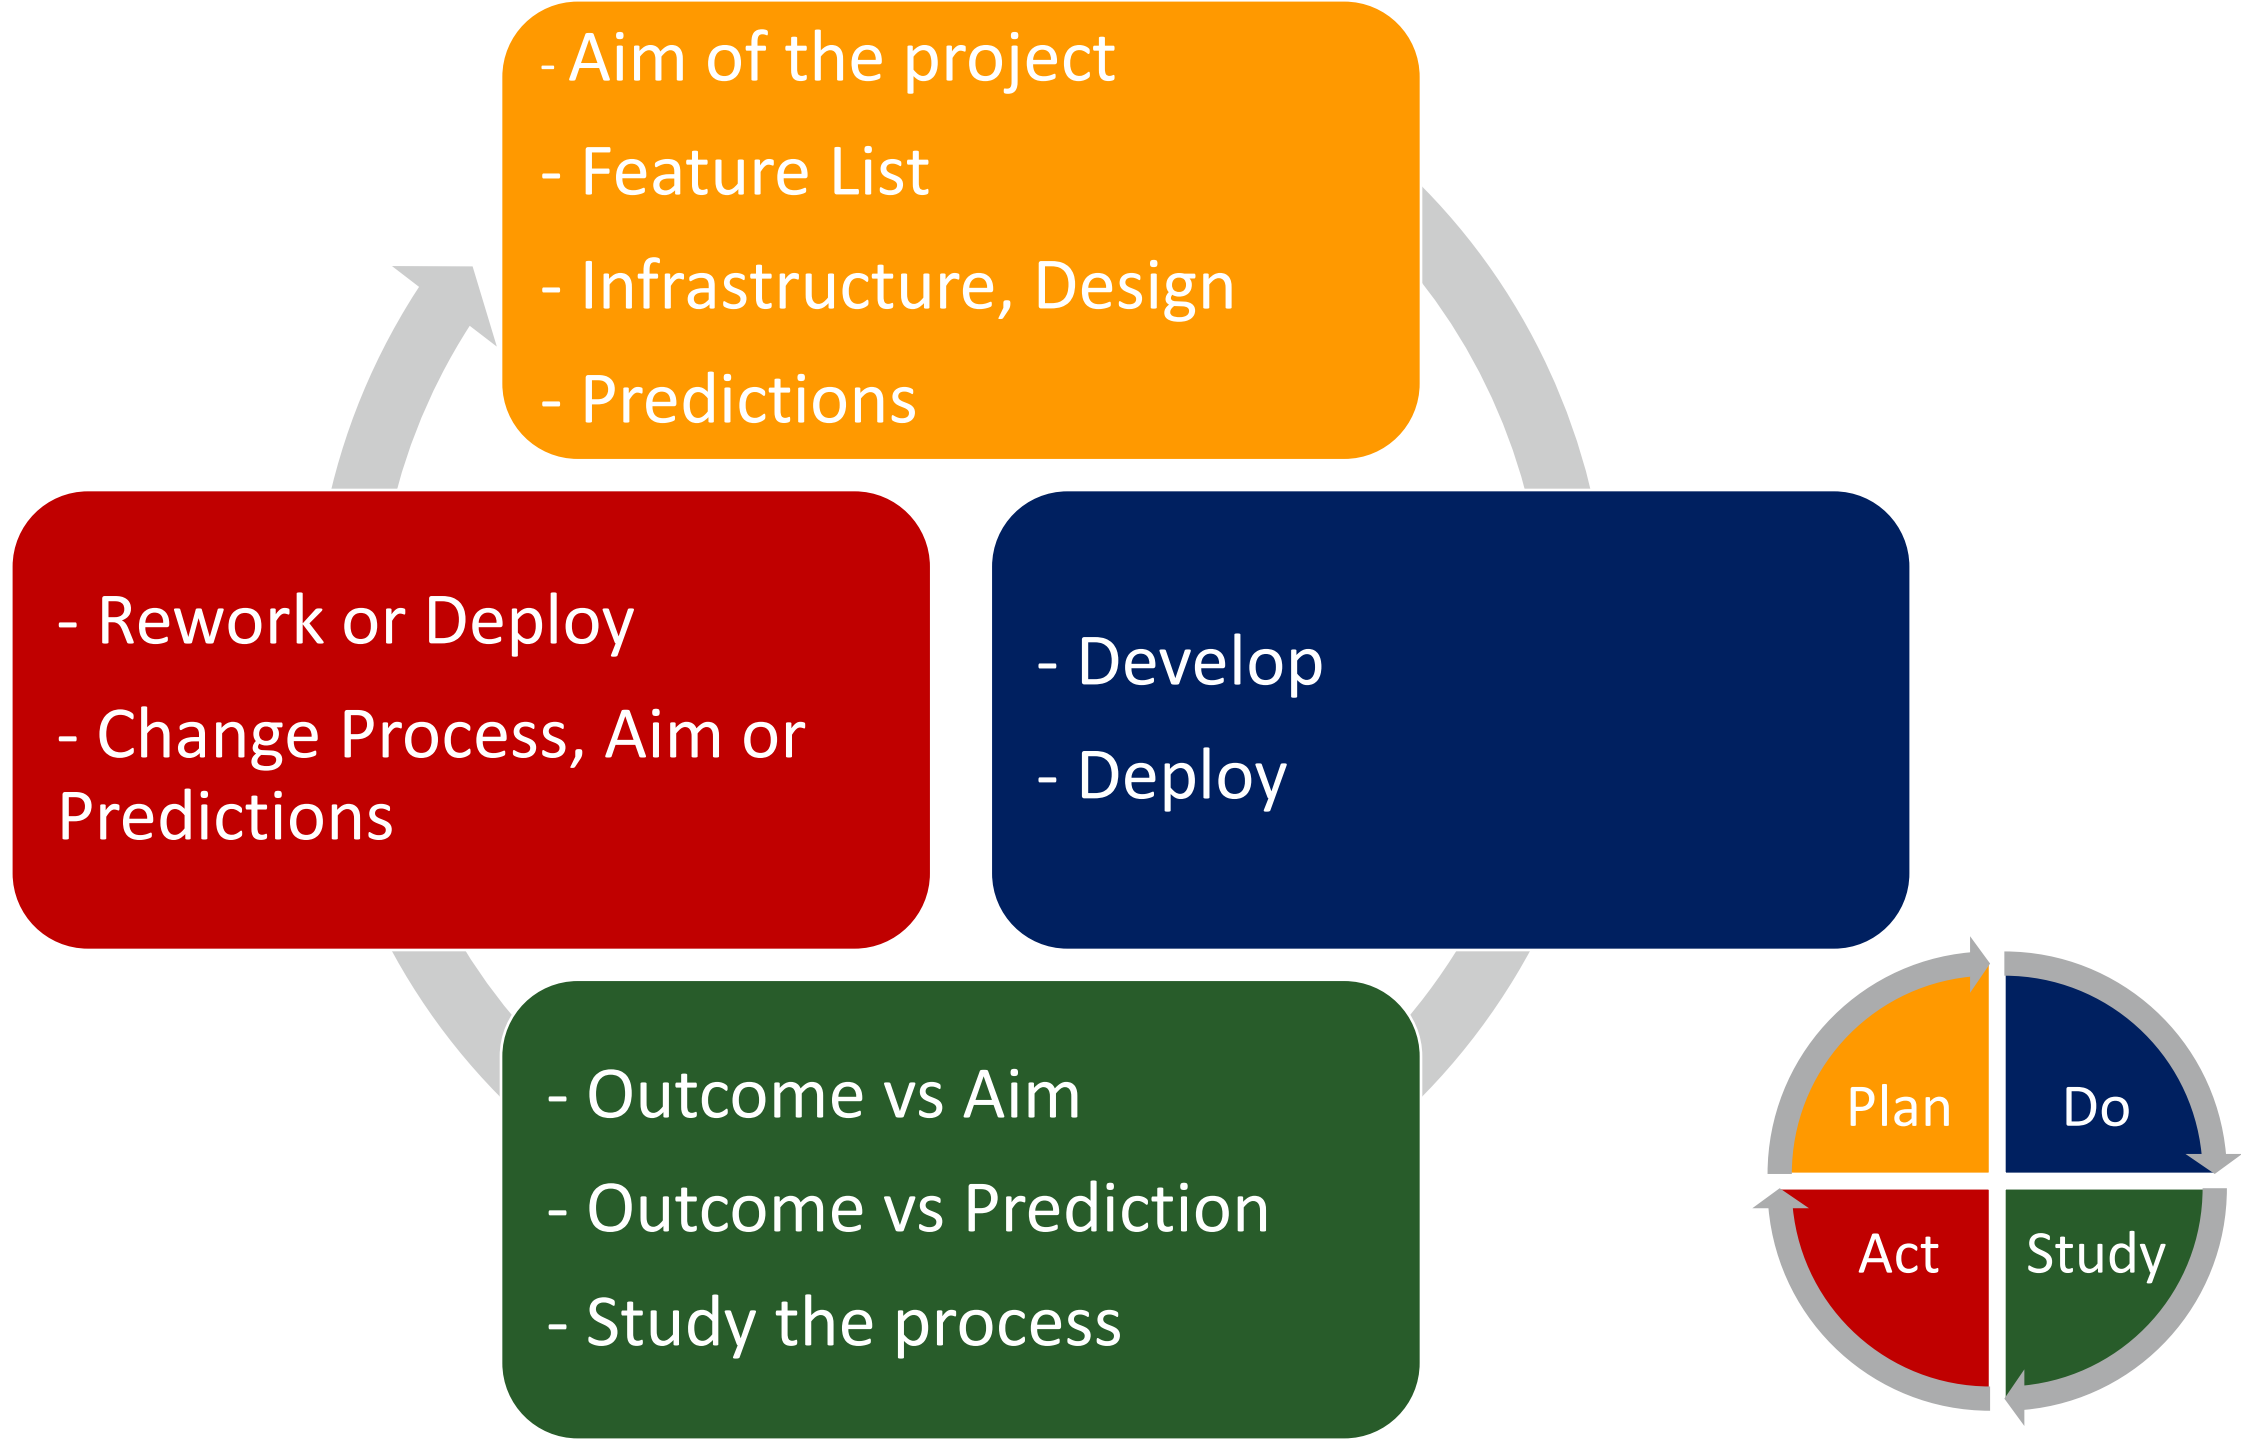 - Aim of the project
- Feature List
- Infrastructure, Design
- Predictions
- Rework or Deploy
- Change Process, Aim or
Predictions
- Develop
- Deploy
- Outcome vs Aim
- Outcome vs Prediction
- Study the process
Plan
Do
Act
Study